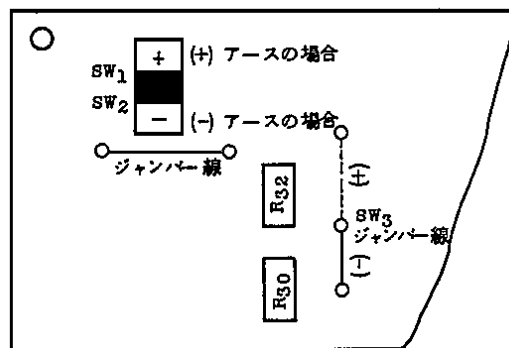 +
(+) アースの場合
SW1
SW2
−
(−) アースの場合
ジャンパー線
(+)
R32
SW3
ジャンパー線
(−)
R30